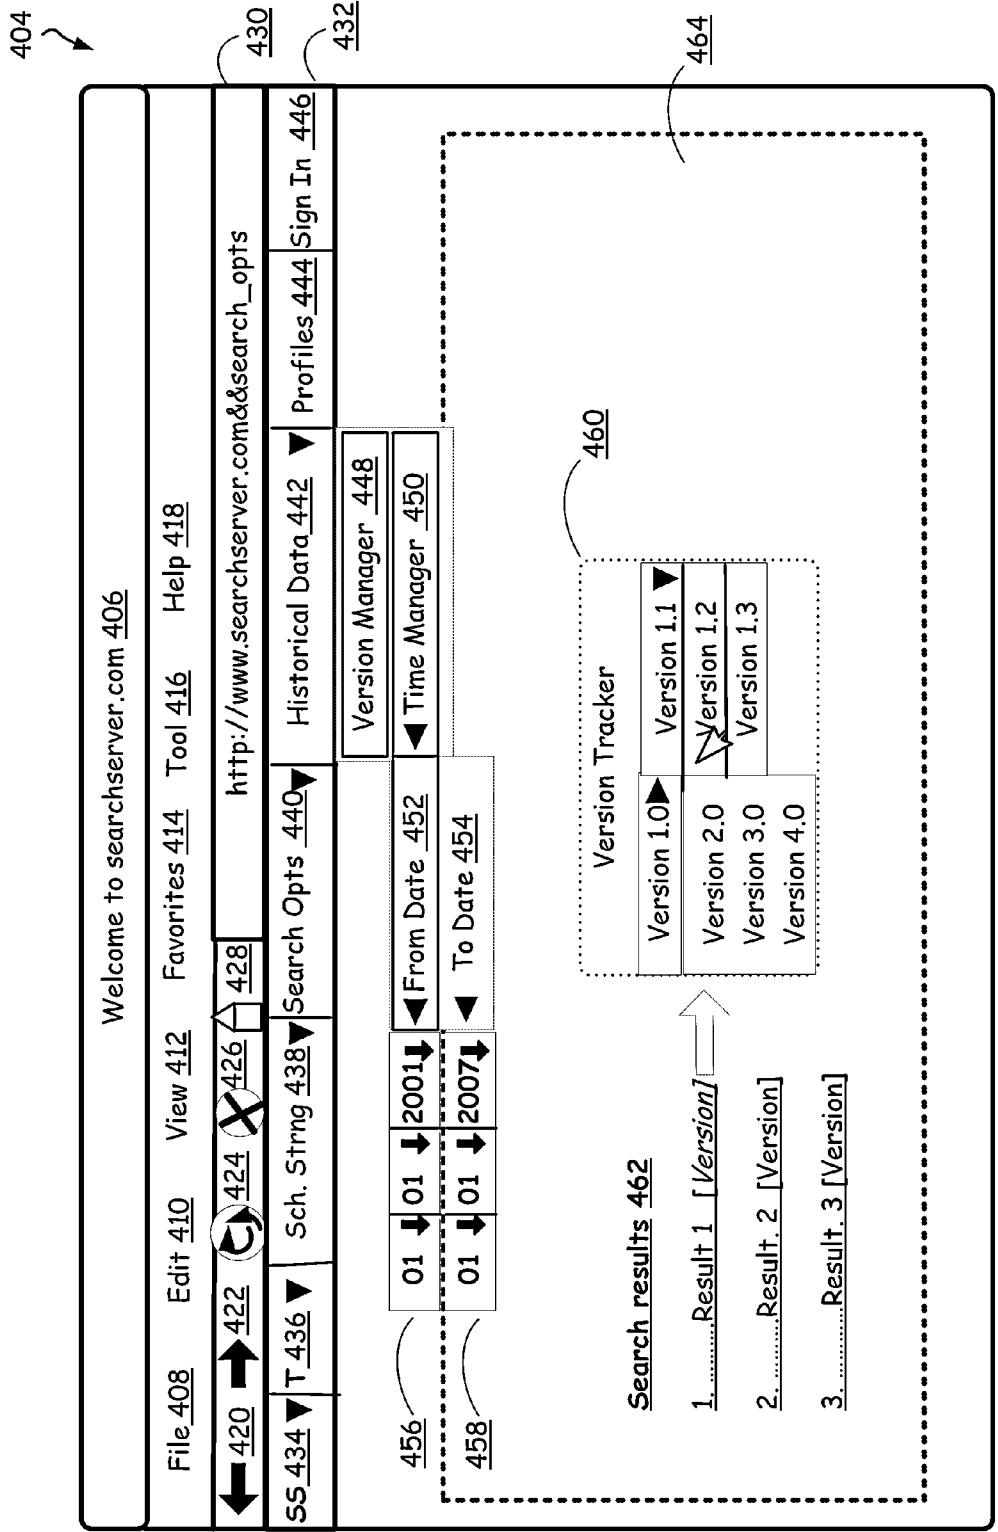 404
Welcome to searchserver.com 406
File 408 Edit 410 View 412 Favorites 414 Tool 416 Help 418
420 422 424 426 428 http://www.searchserver.com&&search_opts
430
SS 434 T 436 Sch. Strng 438 Search Opts 440 Historical Data 442 Profiles 444 Sign In 446
432
Version Manager 448
456 01 01 2001 From Date 452 Time Manager 450
458 01 01 2007 To Date 454
464
460
Version Tracker
Version 1.0 Version 1.1
Version 2.0 Version 1.2
Version 3.0 Version 1.3
Version 4.0
Search results 462
1. .........Result 1 [Version]
2. .........Result. 2 [Version]
3. .........Result. 3 [Version]